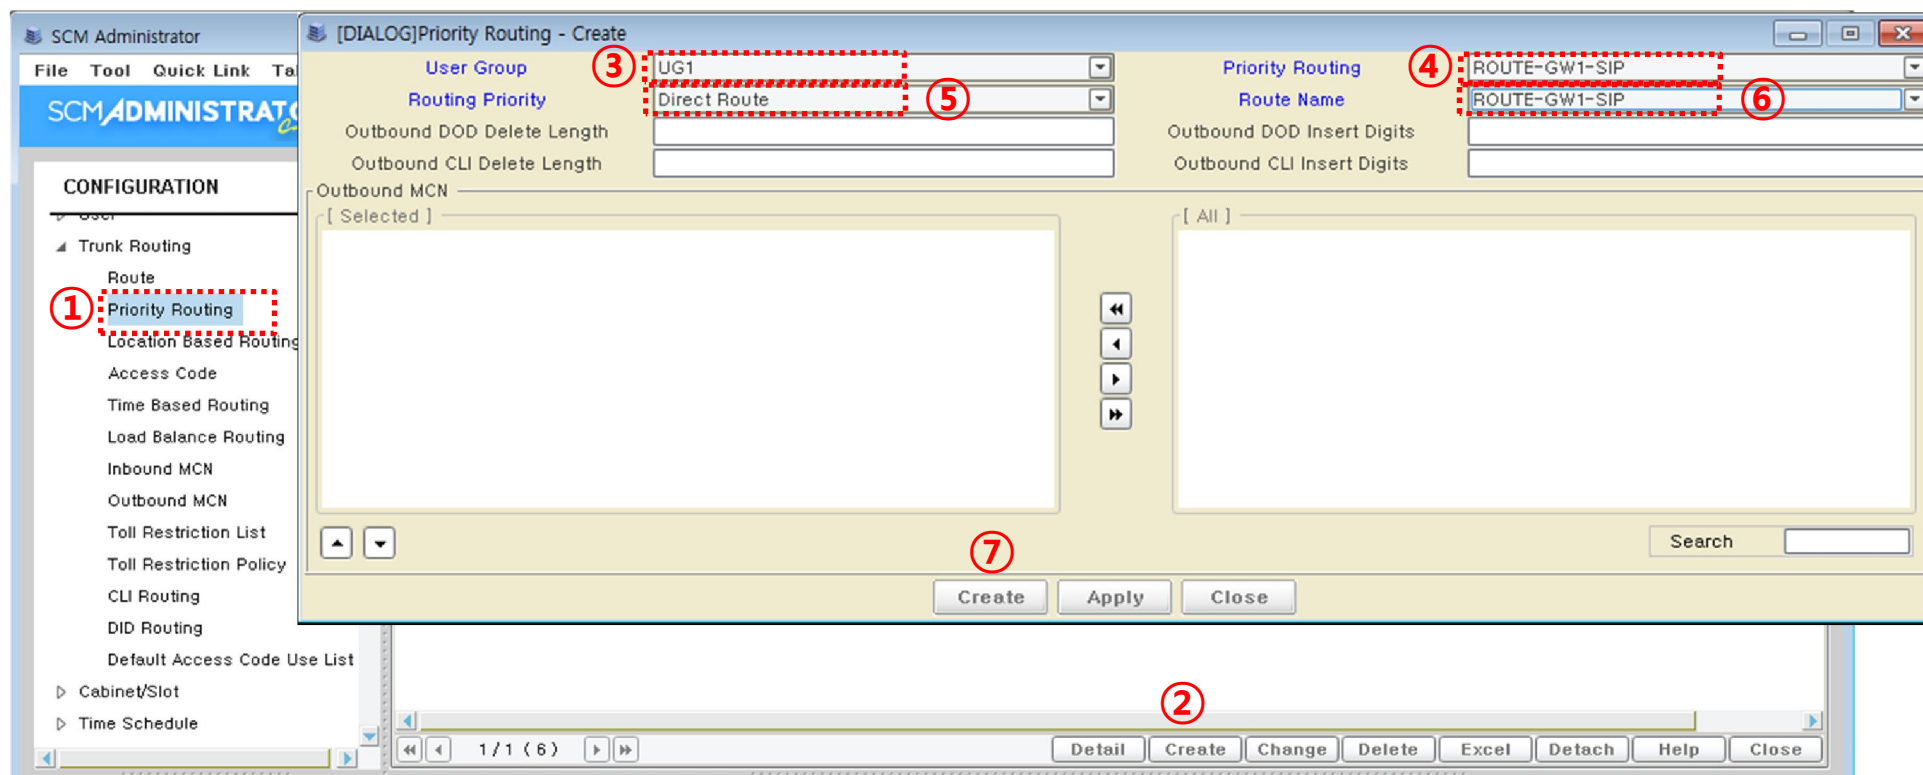 SCM Administrator
[DIALOG]Priority Routing - Create
File Tool Quick Link Ta
SCM ADMINISTRAT
CONFIGURATION
User
Trunk Routing
Route
① Priority Routing
Location Based Routing
Access Code
Time Based Routing
Load Balance Routing
Inbound MCN
Outbound MCN
Toll Restriction List
Toll Restriction Policy
CLI Routing
DID Routing
Default Access Code Use List
Cabinet/Slot
Time Schedule
User Group ③ UG1
Priority Routing ④ ROUTE-GW1-SIP
Routing Priority Direct Route ⑤
Route Name ROUTE-GW1-SIP ⑥
Outbound DOD Delete Length
Outbound DOD Insert Digits
Outbound CLI Delete Length
Outbound CLI Insert Digits
Outbound MCN
[ Selected ]
[ All ]
Search
⑦
Create Apply Close
②
1/1 ( 6 )
Detail Create Change Delete Excel Detach Help Close